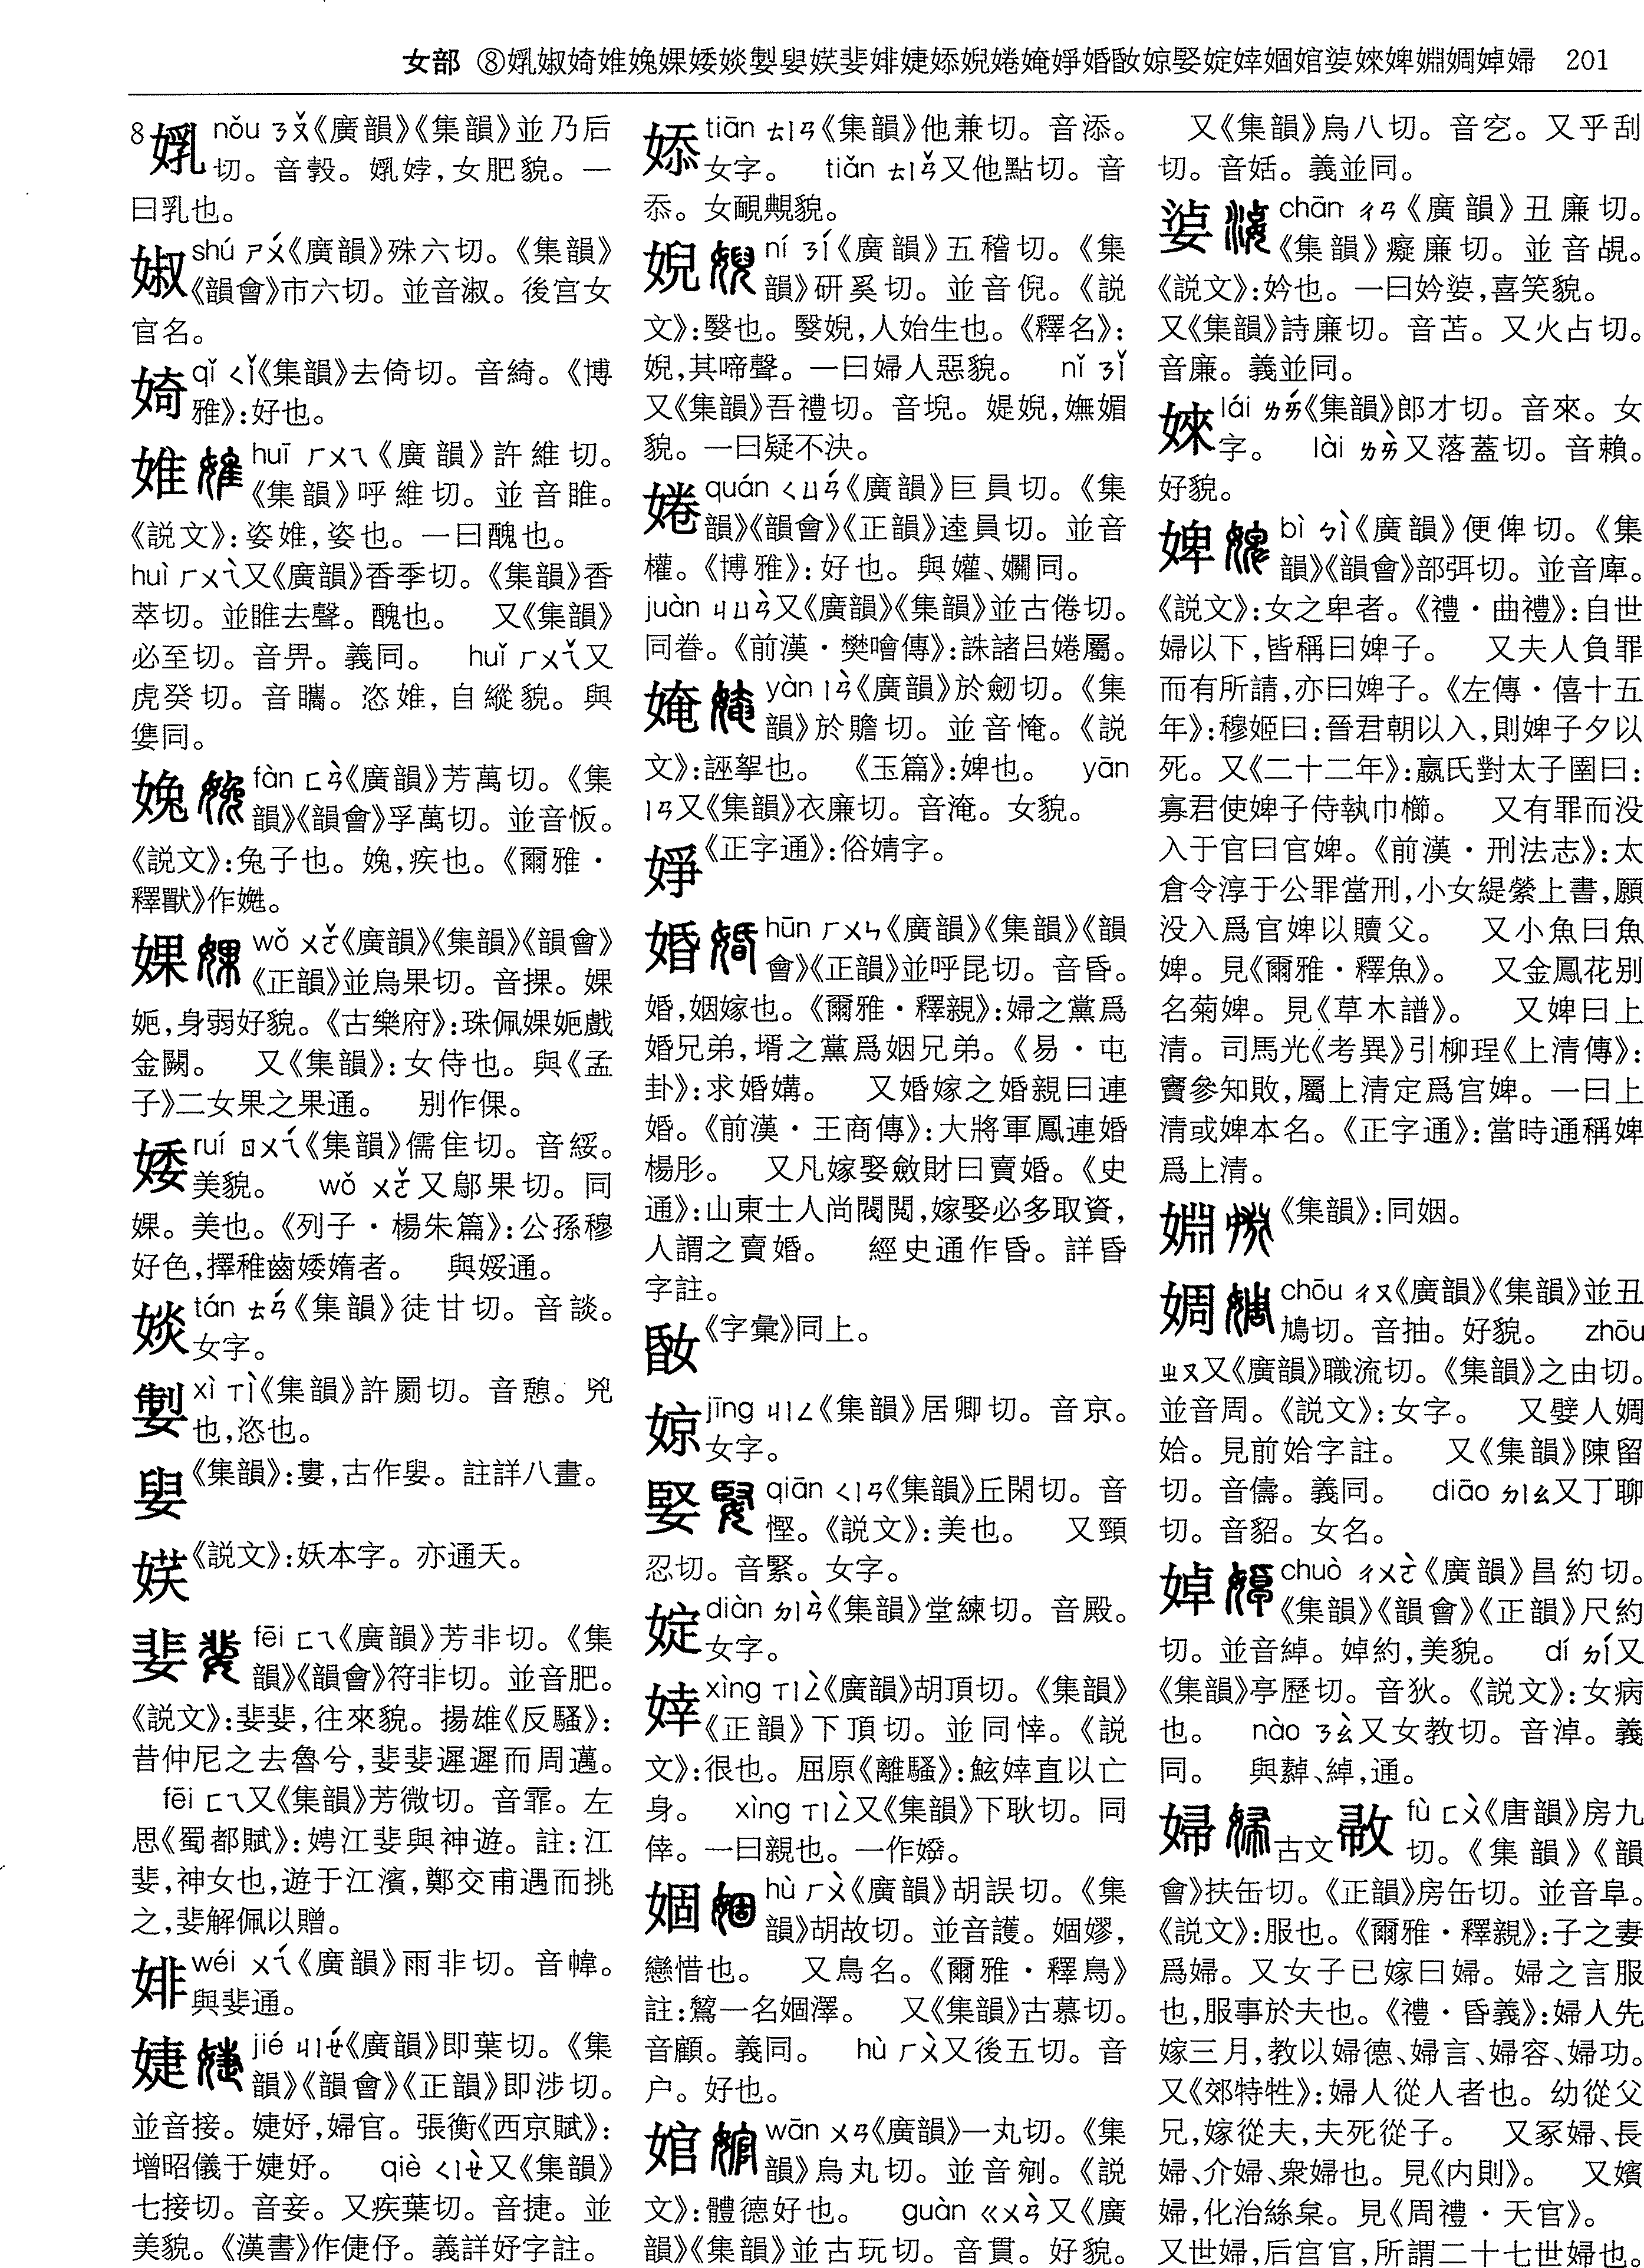 女部 ⑧㜌婌婍婎娩婐婑婒㛿㛮媄婓婔婕婖婗婘婏婙婚敯婛婜婝婞婟婠婪婡婢婣婤婥婦 201
8 nǒu ㄋㄡˇ《廣韻》《集韻》並乃后
切。音㝅。㜌㛘,女肥貌。一
曰乳也。
婌 shú ㄕㄨˊ《廣韻》殊六切。《集韻》
《韻會》市六切。並音淑。後宫女
官名。
婍 qǐ ㄑㄧˇ《集韻》去倚切。音綺。《博
雅》:好也。
婎 huī ㄏㄨㄟ《廣韻》許維切。
《集韻》呼維切。並音睢。
《説文》:姿婎,姿也。一曰醜也。
huì ㄏㄨㄟˋ又《廣韻》香季切。《集韻》香
萃切。並睢去聲。醜也。 又《集韻》
必至切。音畀。義同。 huǐ ㄏㄨㄟˇ又
虎癸切。音㬩。恣婎,自縱貌。與
㒞同。
fàn ㄈㄢˋ《廣韻》芳萬切。《集
韻》《韻會》孚萬切。並音忣。
《説文》:兔子也。娩,疾也。《爾雅·
釋獸》作㝹。
婐 wǒ ㄨㄛˇ《廣韻》《集韻》《韻會》
《正韻》並烏果切。音捰。婐
妮,身弱好貌。《古樂府》:珠佩婐妮戲
金闕。 又《集韻》:女侍也。與《孟
子》二女果之果通。 别作倮。
婑 ruí ㄖㄨㄟˊ《集韻》儒隹切。音緌。
美貌。 wǒ ㄨㄛˇ又鄔果切。同
婐。美也。《列子·楊朱篇》:公孫穆
好色,擇稚齒婑媠者。 與婗通。
婒 tán ㄊㄢˊ《集韻》徒甘切。音談。
女字。
xì ㄒㄧˋ《集韻》許罽切。音憩。兇
也,恣也。
《集韻》:婁,古作㛮。註詳八畫。
《説文》:妖本字。亦通夭。
婓 fēi ㄈㄟ《廣韻》芳非切。《集
韻》《韻會》符非切。並音肥。
《説文》:婓婓,往來貌。揚雄《反騷》:
昔仲尼之去魯兮,婓婓遲遲而周邁。
fēi ㄈㄟ又《集韻》芳微切。音霏。左
思《蜀都賦》:娉江婓與神遊。註:江
婓,神女也,遊于江濱,鄭交甫遇而挑
之,婓解佩以贈。
婔 wéi ㄨㄟˊ《廣韻》雨非切。音幃。
與婓通。
婕 jié ㄐㄧㄝˊ《廣韻》即葉切。《集
韻》《韻會》《正韻》即涉切。
並音接。婕妤,婦官。張衡《西京賦》:
增昭儀于婕妤。 qiè ㄑㄧㄝˋ又《集韻》
七接切。音妾。又疾葉切。音捷。並
美貌。《漢書》作倢伃。義詳妤字註。
婖 tiān ㄊㄧㄢ《集韻》他兼切。音添。
女字。 tiǎn ㄊㄧㄢˇ又他點切。音
忝。女靦䩄貌。
婗 ní ㄋㄧˊ《廣韻》五稽切。《集
韻》研奚切。並音倪。《説
文》:嫛也。嫛婗,人始生也。《釋名》:
婗,其啼聲。一曰婦人惡貌。 nǐ ㄋㄧˇ
又《集韻》吾禮切。音堄。媞婗,嫵媚
貌。一曰疑不決。
婘 quán ㄑㄩㄢˊ《廣韻》巨員切。《集
韻》《韻會》《正韻》逵員切。並音
權。《博雅》:好也。與孉、嬽同。
juàn ㄐㄩㄢˋ又《廣韻》《集韻》並古倦切。
同眷。《前漢·樊噲傳》:誅諸吕婘屬。
媕 yàn ㄧㄢˋ《廣韻》於劒切。《集
韻》於贍切。並音俺。《説
文》:誣挐也。 《玉篇》:婢也。 yān
ㄧㄢ又《集韻》衣廉切。音淹。女貌。
婙《正字通》:俗婧字。
婚 hūn ㄏㄨㄣ《廣韻》《集韻》《韻
會》《正韻》並呼昆切。音昏。
婚,姻嫁也。《爾雅·釋親》:婦之黨爲
婚兄弟,壻之黨爲姻兄弟。《易·屯
卦》:求婚媾。 又婚嫁之婚親曰連
婚。《前漢·王商傳》:大將軍鳳連婚
楊肜。 又凡嫁娶斂財曰賣婚。《史
通》:山東士人尚閥閱,嫁娶必多取資,
人謂之賣婚。 經史通作昏。詳昏
字註。
《字彙》同上。
婛 jīng ㄐㄧㄥ《集韻》居卿切。音京。
女字。
婜 qiān ㄑㄧㄢ《集韻》丘閑切。音
慳。《説文》:美也。 又頸
忍切。音緊。女字。
婝 diàn ㄉㄧㄢˋ《集韻》堂練切。音殿。
女字。
婞 xìng ㄒㄧㄥˋ《廣韻》胡頂切。《集韻》
《正韻》下頂切。並同悻。《説
文》:很也。屈原《離騷》:鮌婞直以亡
身。 xìng ㄒㄧㄥˋ又《集韻》下耿切。同
倖。一曰親也。一作嫇。
婟 hù ㄏㄨˋ《廣韻》胡誤切。《集
韻》胡故切。並音護。婟嫪,
戀惜也。 又鳥名。《爾雅·釋鳥》
註:鶭一名婟澤。 又《集韻》古慕切。
音顧。義同。 hù ㄏㄨˋ又後五切。音
户。好也。
婠 wān ㄨㄢ《廣韻》一丸切。《集
韻》烏丸切。並音剜。《説
文》:體德好也。 guàn ㄍㄨㄢˋ又《廣
韻》《集韻》並古玩切。音貫。好貌。
又《集韻》烏八切。音穵。又乎刮
切。音姡。義並同。
chān ㄔㄢ《廣韻》丑廉切。
《集韻》癡廉切。並音覘。
《説文》:妗也。一曰妗㛪,喜笑貌。
又《集韻》詩廉切。音苫。又火占切。
音廉。義並同。
婡 lái ㄌㄞˊ《集韻》郎才切。音來。女
字。 lài ㄌㄞˋ又落蓋切。音賴。
好貌。
婢 bì ㄅㄧˋ《廣韻》便俾切。《集
韻》《韻會》部弭切。並音庳。
《説文》:女之卑者。《禮·曲禮》:自世
婦以下,皆稱曰婢子。 又夫人負罪
而有所請,亦曰婢子。《左傳·僖十五
年》:穆姬曰:晉君朝以入,則婢子夕以
死。又《二十二年》:嬴氏對太子圉曰:
寡君使婢子侍執巾櫛。 又有罪而没
入于官曰官婢。《前漢·刑法志》:太
倉令淳于公罪當刑,小女緹縈上書,願
没入爲官婢以贖父。 又小魚曰魚
婢。見《爾雅·釋魚》。 又金鳳花别
名菊婢。見《草木譜》。 又婢曰上
清。司馬光《考異》引柳珵《上清傳》:
竇參知敗,屬上清定爲宫婢。一曰上
清或婢本名。《正字通》:當時通稱婢
爲上清。
婣《集韻》:同姻。
婤 chōu ㄔㄡ《廣韻》《集韻》並丑
鳩切。音抽。好貌。 zhōu
ㄓㄡ又《廣韻》職流切。《集韻》之由切。
並音周。《説文》:女字。 又嬖人婤
姶。見前姶字註。 又《集韻》陳留
切。音儔。義同。 diāo ㄉㄧㄠ又丁聊
切。音貂。女名。
婥 chuò ㄔㄨㄛˋ《廣韻》昌約切。
《集韻》《韻會》《正韻》尺約
切。並音綽。婥約,美貌。 dí ㄉㄧˊ又
《集韻》亭歷切。音狄。《説文》:女病
也。 nào ㄋㄠˋ又女教切。音淖。義
同。 與繛、綽,通。
婦 古文 fù ㄈㄨˋ《唐韻》房九
切。《集韻》《韻
會》扶缶切。《正韻》房缶切。並音阜。
《説文》:服也。《爾雅·釋親》:子之妻
爲婦。又女子已嫁曰婦。婦之言服
也,服事於夫也。《禮·昏義》:婦人先
嫁三月,教以婦德、婦言、婦容、婦功。
又《郊特牲》:婦人從人者也。幼從父
兄,嫁從夫,夫死從子。 又冢婦、長
婦、介婦、衆婦也。見《内則》。 又嬪
婦,化治絲枲。見《周禮·天官》。
又世婦,后宫官,所謂二十七世婦也。